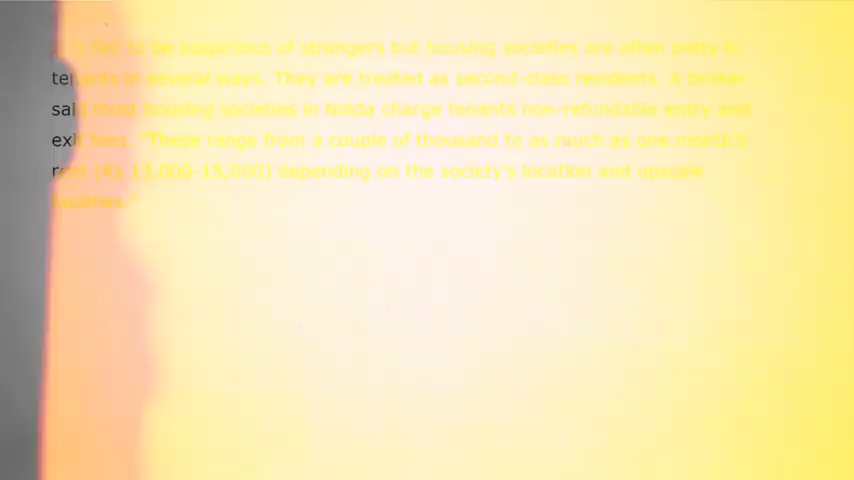 It is fair to be suspicion of strangers but housing societies are often petty to
tenants in several ways. They are treated as second-class residents. A broker
said most housing societies in Noida charge tenants non-refundable entry and
exit fees. "These range from a couple of thousand to as much as one month's
rent (Rs 13,000-15,000) depending on the society's location and upscale
facilities."